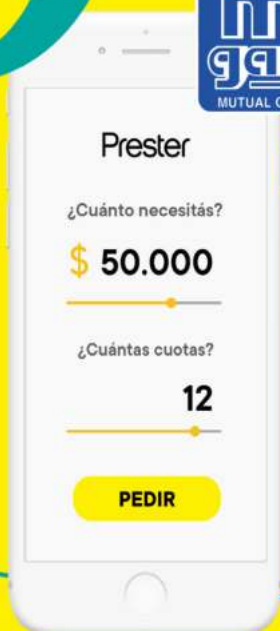 MUTUAL
Prester
¿Cuánto necesitás?
$ 50.000
¿Cuántas cuotas?
12
PEDIR